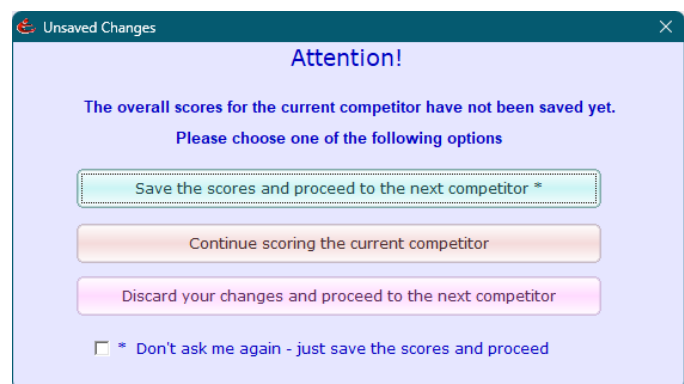 Unsaved Changes
Attention!
The overall scores for the current competitor have not been saved yet.
Please choose one of the following options
Save the scores and proceed to the next competitor *
Continue scoring the current competitor
Discard your changes and proceed to the next competitor
* Don't ask me again - just save the scores and proceed